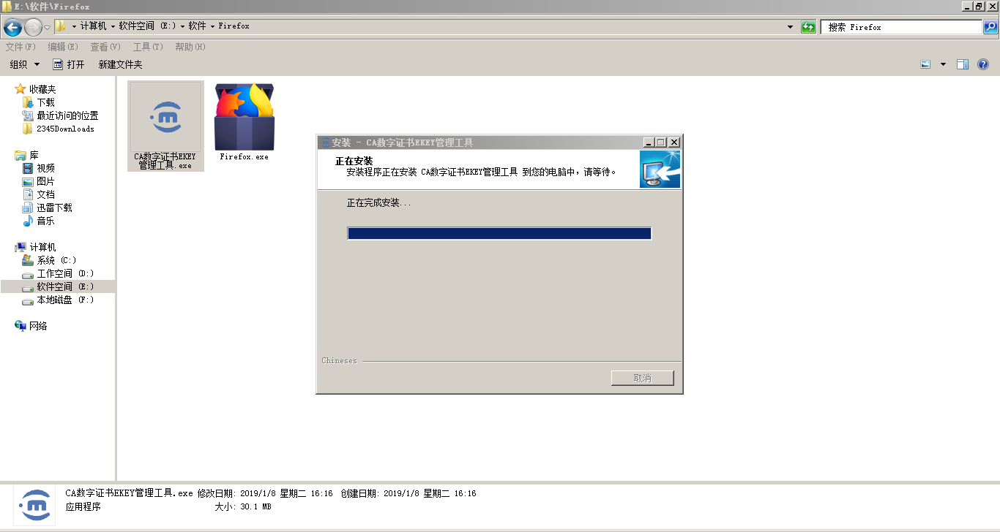 E:\软件\Firefox
计算机 软件空间 (E:) 软件 Firefox
搜索 Firefox
文件(F) 编辑(E) 查看(V) 工具(T) 帮助(H)
组织 打开 新建文件夹
收藏夹
下载
最近访问的位置
2345Downloads
库
视频
图片
文档
迅雷下载
音乐
计算机
系统 (C:)
工作空间 (D:)
软件空间 (E:)
本地磁盘 (F:)
网络
CA数字证书EKEY
管理工具.exe
Firefox.exe
安装 - CA数字证书EKEY管理工具
正在安装
安装程序正在安装 CA数字证书EKEY管理工具 到您的电脑中,请等待。
正在完成安装...
Chineses
取消
CA数字证书EKEY管理工具.exe 修改日期: 2019/1/8 星期二 16:16 创建日期: 2019/1/8 星期二 16:16
应用程序 大小: 30.1 MB